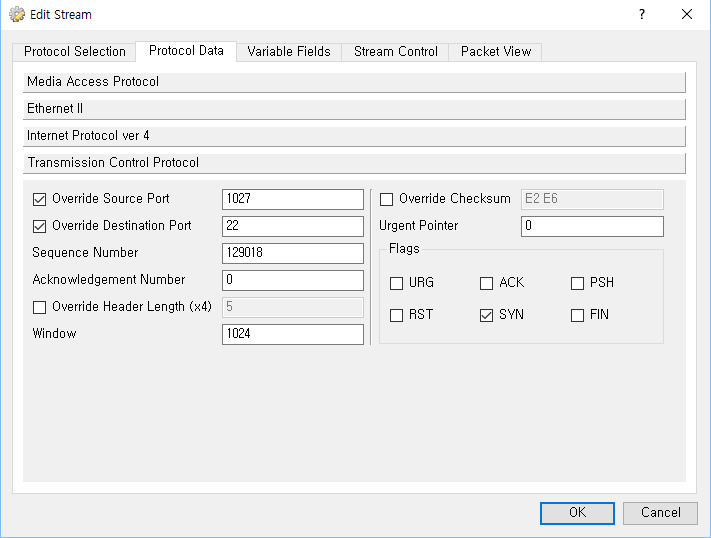 Edit Stream
Protocol Selection Protocol Data Variable Fields Stream Control Packet View
Media Access Protocol
Ethernet II
Internet Protocol ver 4
Transmission Control Protocol
Override Source Port 1027
Override Destination Port 22
Sequence Number 129018
Acknowledgement Number 0
Override Header Length (x4) 5
Window 1024
Override Checksum E2 E6
Urgent Pointer 0
Flags
URG ACK PSH
RST SYN FIN
OK Cancel